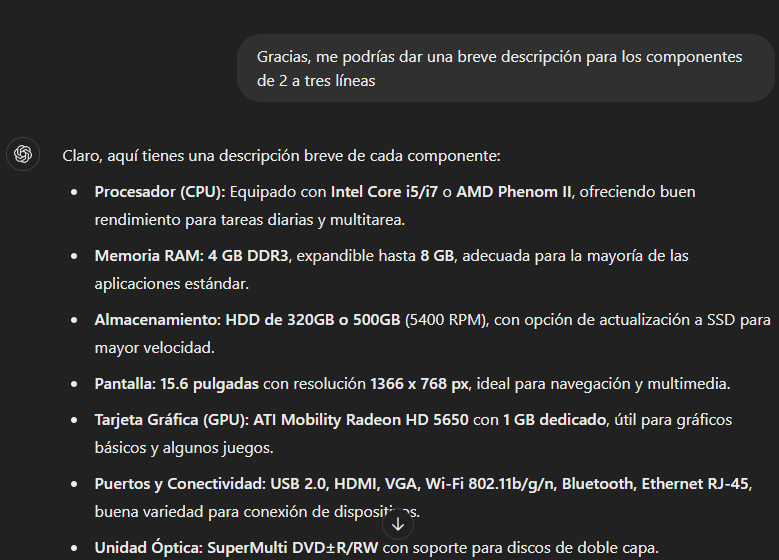 Gracias, me podrías dar una breve descripción para los componentes
de 2 a tres líneas
Claro, aquí tienes una descripción breve de cada componente:
• Procesador (CPU): Equipado con Intel Core i5/i7 o AMD Phenom II, ofreciendo buen
rendimiento para tareas diarias y multitarea.
• Memoria RAM: 4 GB DDR3, expandible hasta 8 GB, adecuada para la mayoría de las
aplicaciones estándar.
• Almacenamiento: HDD de 320GB o 500GB (5400 RPM), con opción de actualización a SSD para
mayor velocidad.
• Pantalla: 15.6 pulgadas con resolución 1366 x 768 px, ideal para navegación y multimedia.
• Tarjeta Gráfica (GPU): ATI Mobility Radeon HD 5650 con 1 GB dedicado, útil para gráficos
básicos y algunos juegos.
• Puertos y Conectividad: USB 2.0, HDMI, VGA, Wi-Fi 802.11b/g/n, Bluetooth, Ethernet RJ-45,
buena variedad para conexión de dispositivos.
• Unidad Óptica: SuperMulti DVD±R/RW con soporte para discos de doble capa.